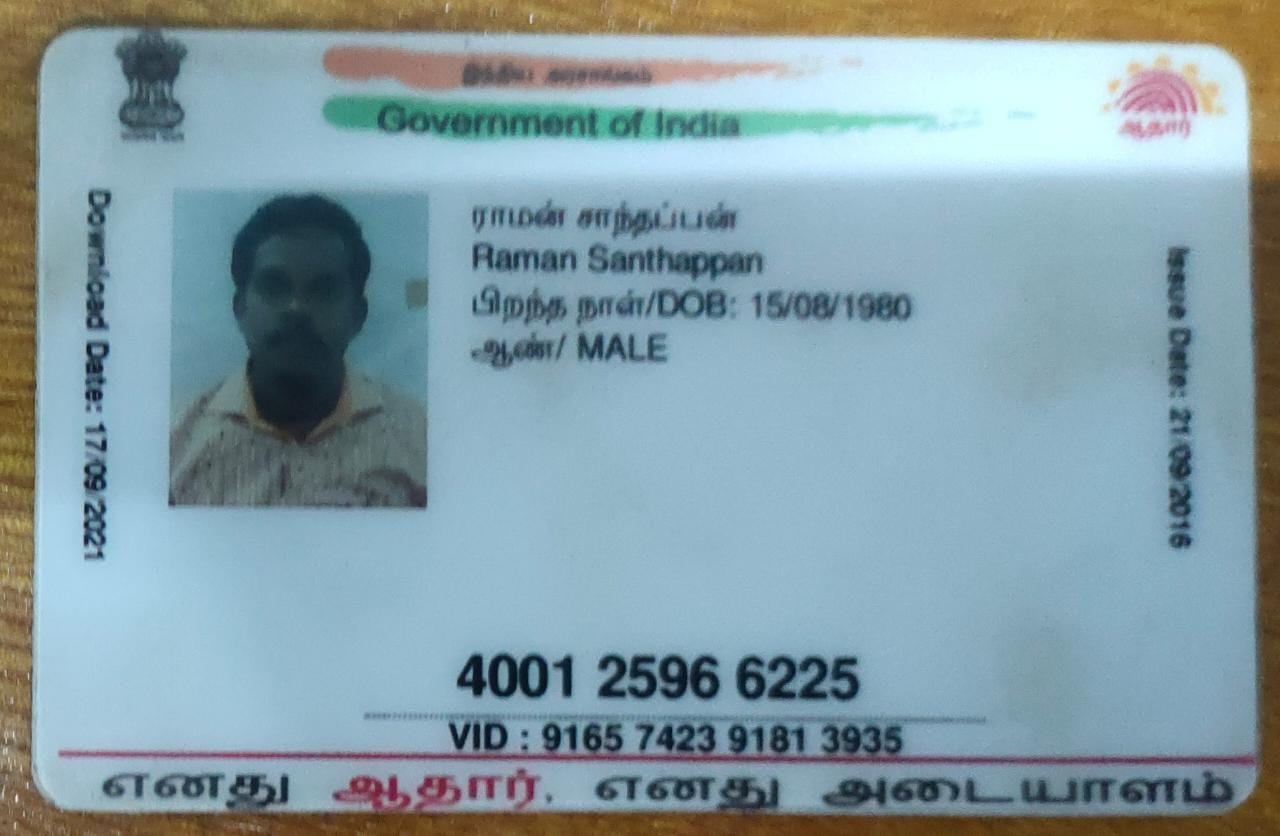 இந்திய அரசாங்கம்
Government of India
ஆதார்
Download Date: 17/09/2021
ராமன் சாந்தப்பன்
Raman Santhappan
பிறந்த நாள்/DOB: 15/08/1980
ஆண்/ MALE
Issue Date: 21/09/2016
4001 2596 6225
VID : 9165 7423 9181 3935
எனது ஆதார், எனது அடையாளம்